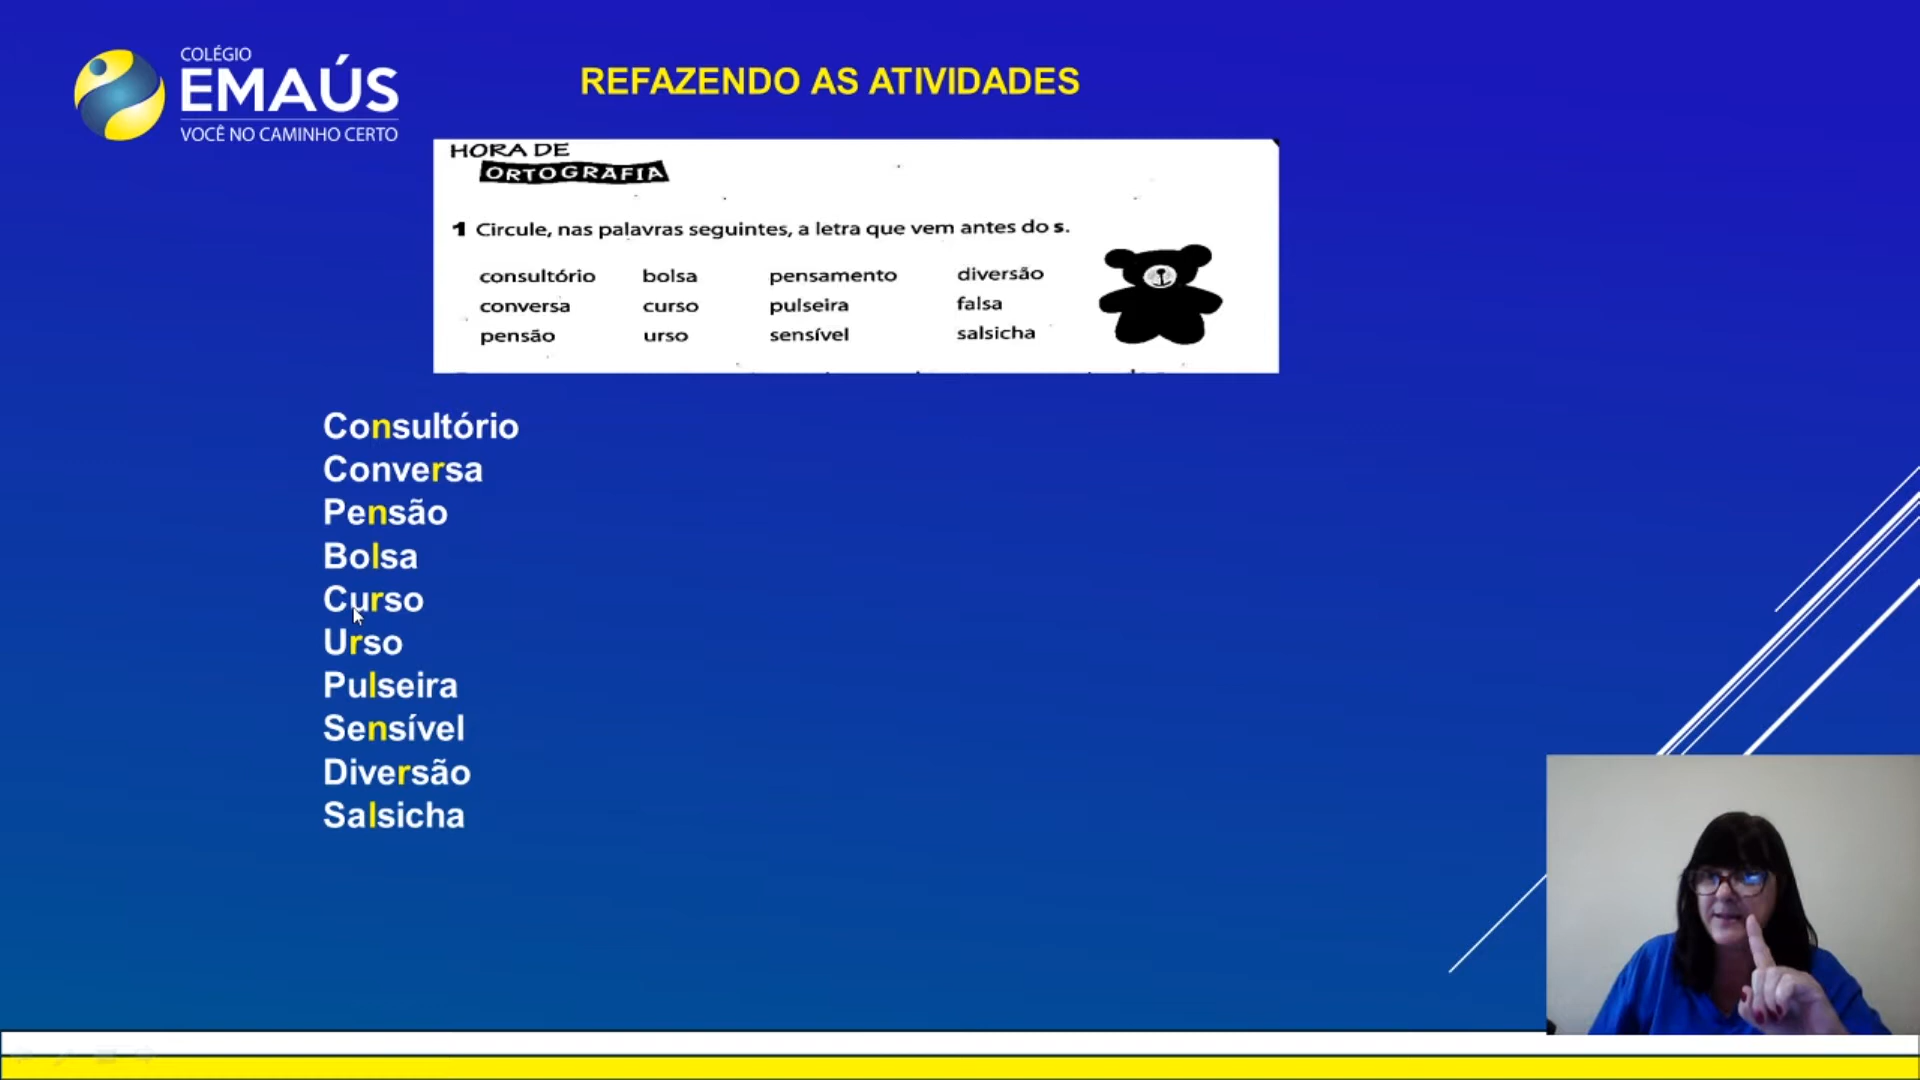 COLÉGIO
EMAÚS
VOCÊ NO CAMINHO CERTO
REFAZENDO AS ATIVIDADES
HORA DE
ORTOGRAFIA
1 Circule, nas palavras seguintes, a letra que vem antes do s.
consultório bolsa pensamento diversão
conversa curso pulseira falsa
pensão urso sensível salsicha
Consultório
Conversa
Pensão
Bolsa
Curso
Urso
Pulseira
Sensível
Diversão
Salsicha